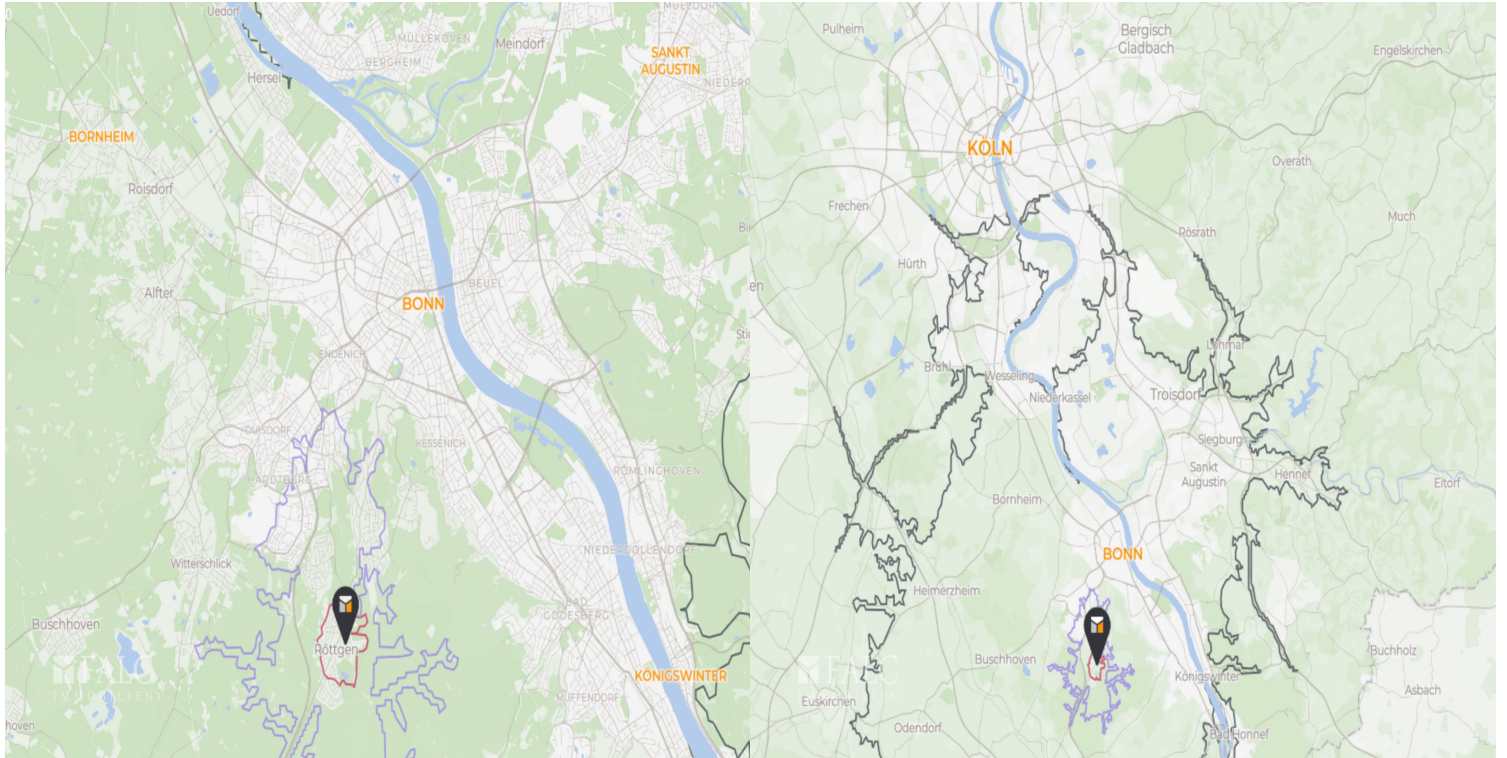 Uedorf
MÜLLEKOVEN
Meindorf
BERGHEIM
SANKT
AUGUSTIN
Hersel
BORNHEIM
Roisdorf
Alfter
BEUEL
BONN
ENDENICH
DUISDORF
KESSENICH
HARDTBERG
RÖMLINGHOVEN
NIEDERDOLLENDORF
Witterschlick
BAD
GODESBERG
Buschhoven
Röttgen
KÖNIGSWINTER
MUFFENDORF
Pulheim
Bergisch
Gladbach
Engelskirchen
KÖLN
Overath
Frechen
Much
Rösrath
Hürth
Lohmar
Brühl
Wesseling
Niederkassel
Troisdorf
Siegburg
Sankt
Augustin
Hennef
Eitorf
Bornheim
BONN
Heimerzheim
Buschhoven
Buchholz
Königswinter
FALC
Euskirchen
Asbach
Odendorf
Bad Honnef